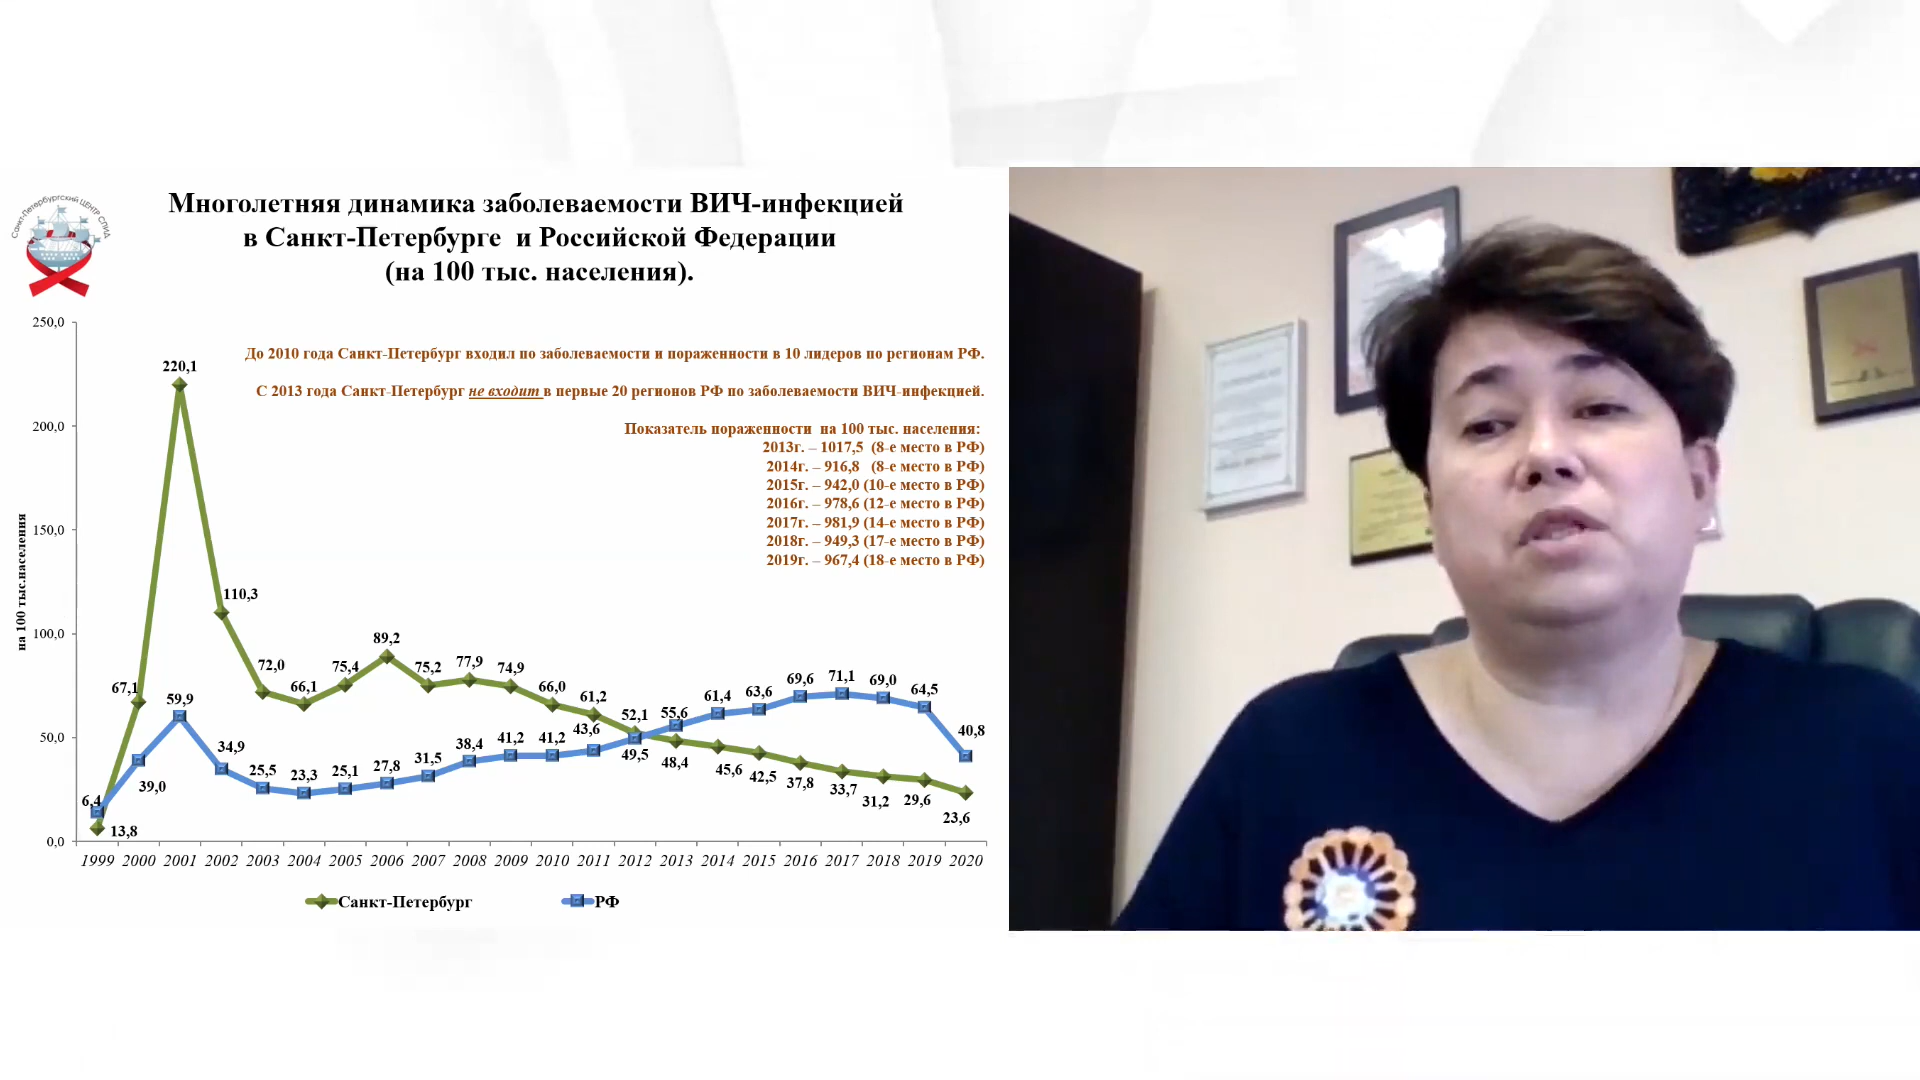 Санкт-Петербургский ЦЕНТР СПИД
Многолетняя динамика заболеваемости ВИЧ-инфекцией
в Санкт-Петербурге и Российской Федерации
(на 100 тыс. населения).
До 2010 года Санкт-Петербург входил по заболеваемости и пораженности в 10 лидеров по регионам РФ.
С 2013 года Санкт-Петербург не входит в первые 20 регионов РФ по заболеваемости ВИЧ-инфекцией.
Показатель пораженности на 100 тыс. населения:
2013г. – 1017,5 (8-е место в РФ)
2014г. – 916,8 (8-е место в РФ)
2015г. – 942,0 (10-е место в РФ)
2016г. – 978,6 (12-е место в РФ)
2017г. – 981,9 (14-е место в РФ)
2018г. – 949,3 (17-е место в РФ)
2019г. – 967,4 (18-е место в РФ)
на 100 тыс.населения
250,0
200,0
150,0
100,0
50,0
0,0
6,4 67,1 220,1 110,3 72,0 66,1 75,4 89,2 75,2 77,9 74,9 66,0 61,2 52,1 55,6 61,4 63,6 69,6 71,1 69,0 64,5 40,8
13,8 39,0 59,9 34,9 25,5 23,3 25,1 27,8 31,5 38,4 41,2 41,2 43,6 49,5 48,4 45,6 42,5 37,8 33,7 31,2 29,6 23,6
1999 2000 2001 2002 2003 2004 2005 2006 2007 2008 2009 2010 2011 2012 2013 2014 2015 2016 2017 2018 2019 2020
Санкт-Петербург РФ